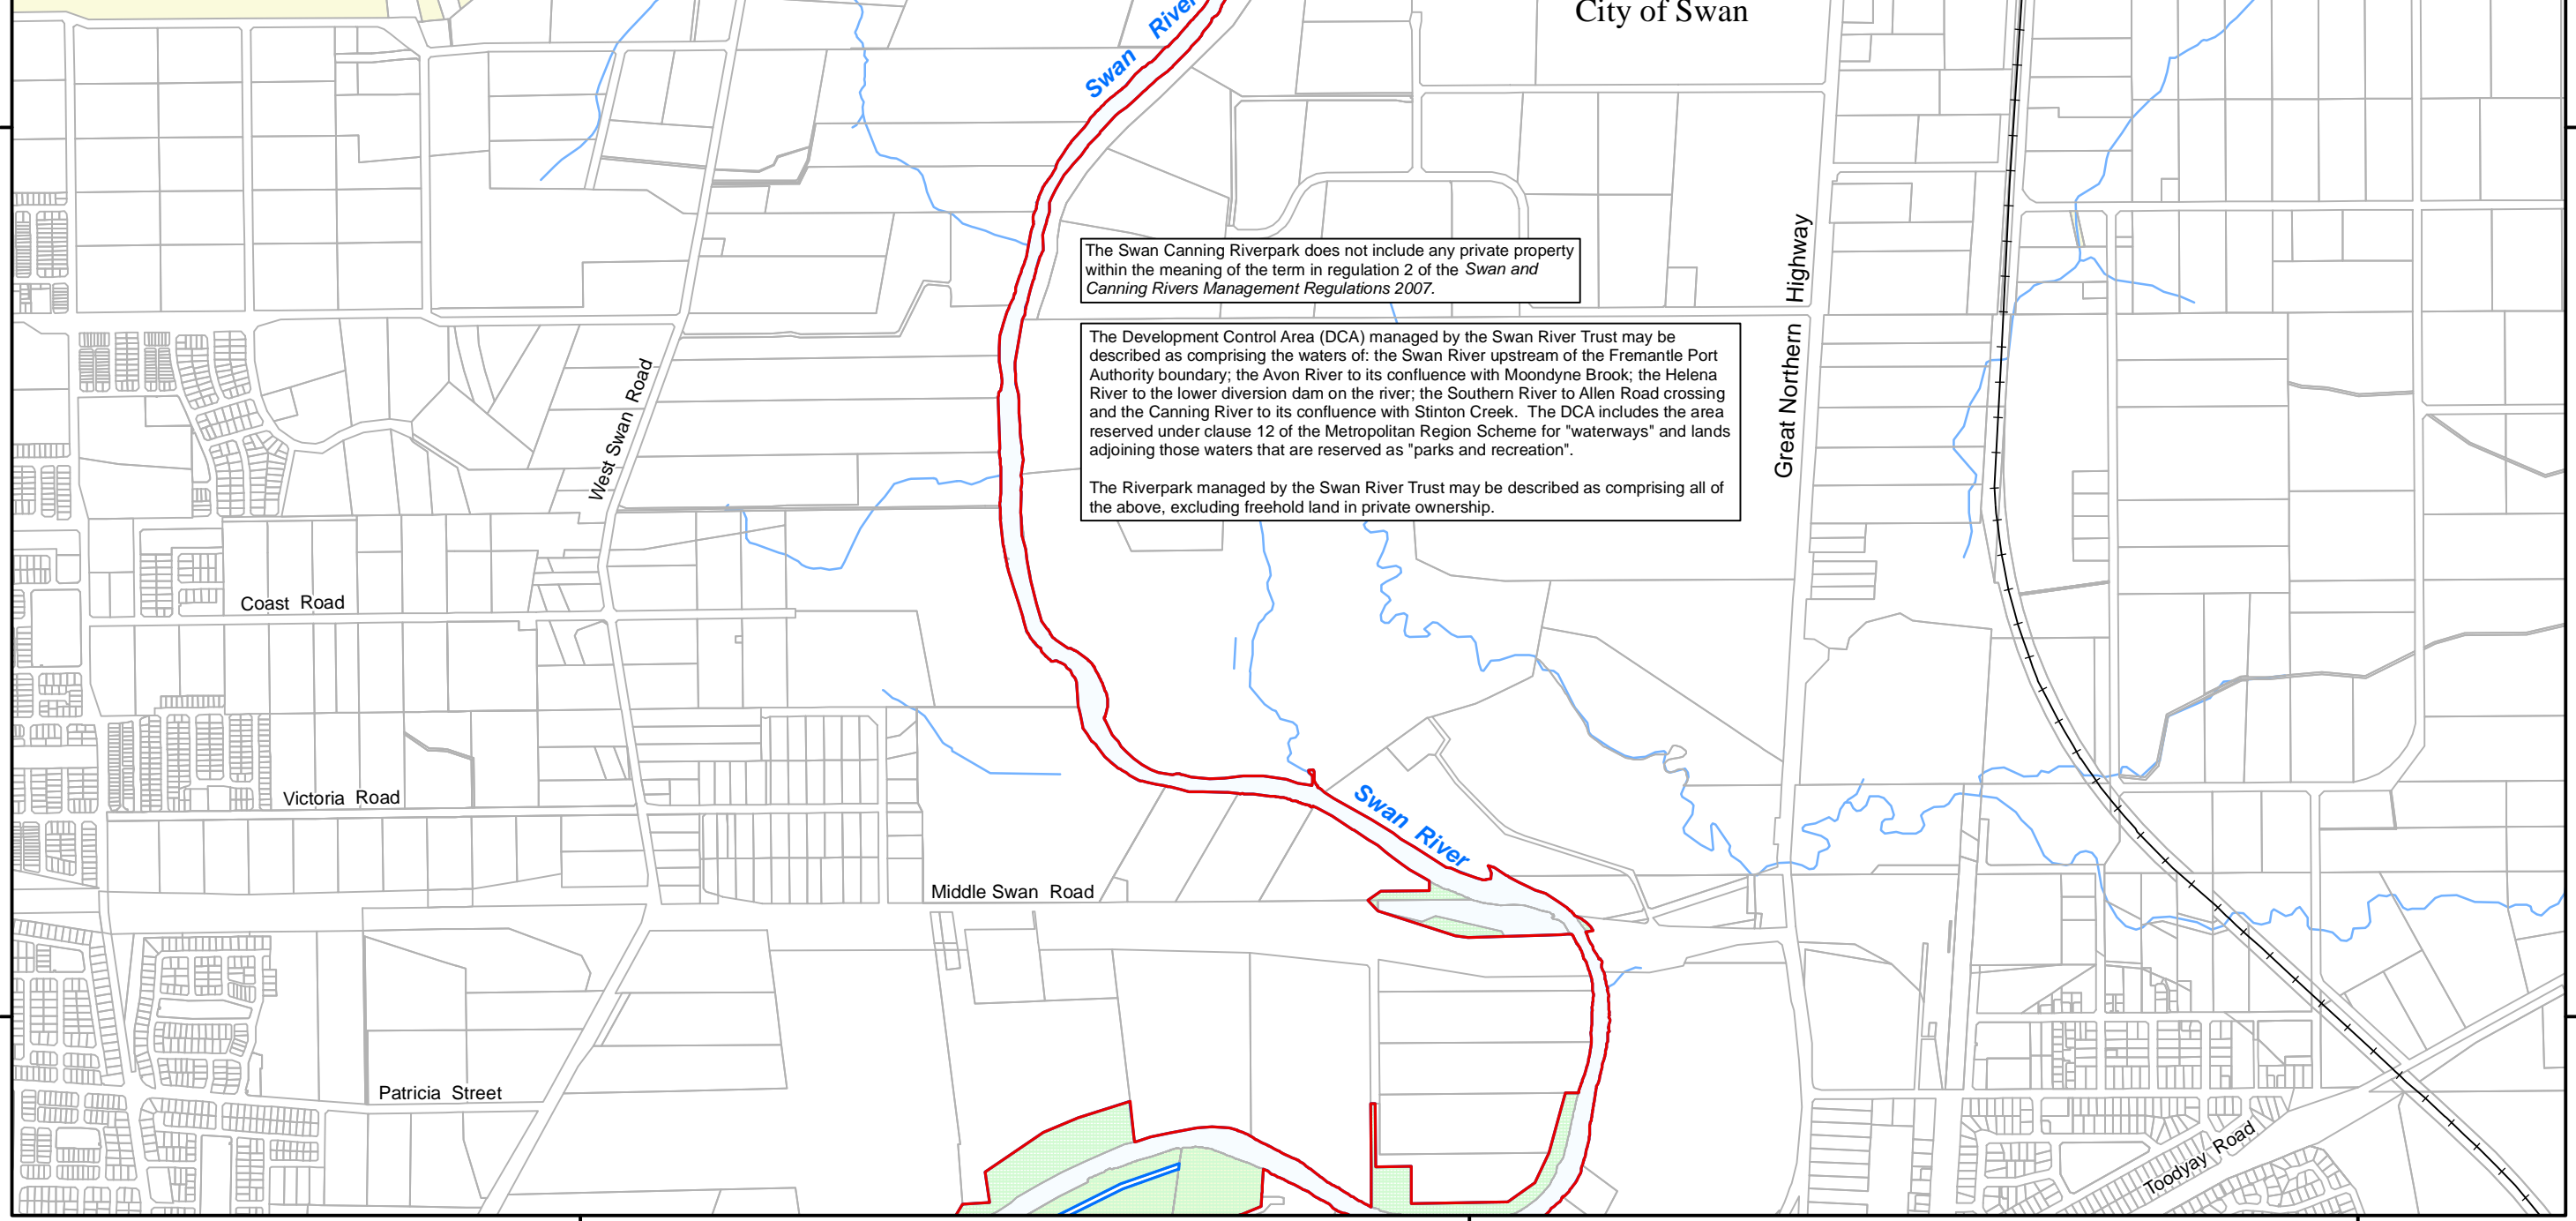 City of Swan
Swan River
The Swan Canning Riverpark does not include any private property
within the meaning of the term in regulation 2 of the Swan and
Canning Rivers Management Regulations 2007.
Great Northern Highway
The Development Control Area (DCA) managed by the Swan River Trust may be
described as comprising the waters of: the Swan River upstream of the Fremantle Port
Authority boundary; the Avon River to its confluence with Moondyne Brook; the Helena
River to the lower diversion dam on the river; the Southern River to Allen Road crossing
and the Canning River to its confluence with Stinton Creek. The DCA includes the area
reserved under clause 12 of the Metropolitan Region Scheme for "waterways" and lands
adjoining those waters that are reserved as "parks and recreation".
The Riverpark managed by the Swan River Trust may be described as comprising all of
the above, excluding freehold land in private ownership.
West Swan Road
Coast Road
Victoria Road
Swan River
Middle Swan Road
Patricia Street
Toodyay Road